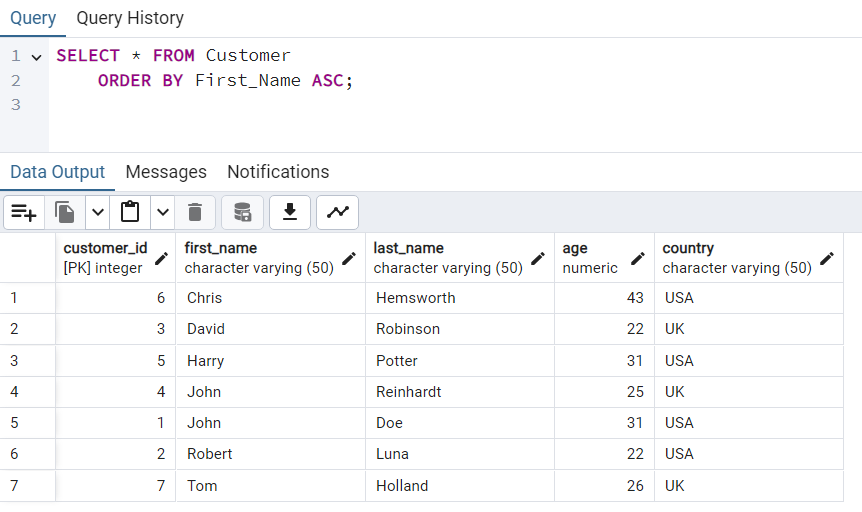 Query Query History
1 SELECT * FROM Customer
2 ORDER BY First_Name ASC;
3
Data Output Messages Notifications
customer_id first_name last_name age country
[PK] integer character varying (50) character varying (50) numeric character varying (50)
1 6 Chris Hemsworth 43 USA
2 3 David Robinson 22 UK
3 5 Harry Potter 31 USA
4 4 John Reinhardt 25 UK
5 1 John Doe 31 USA
6 2 Robert Luna 22 USA
7 7 Tom Holland 26 UK